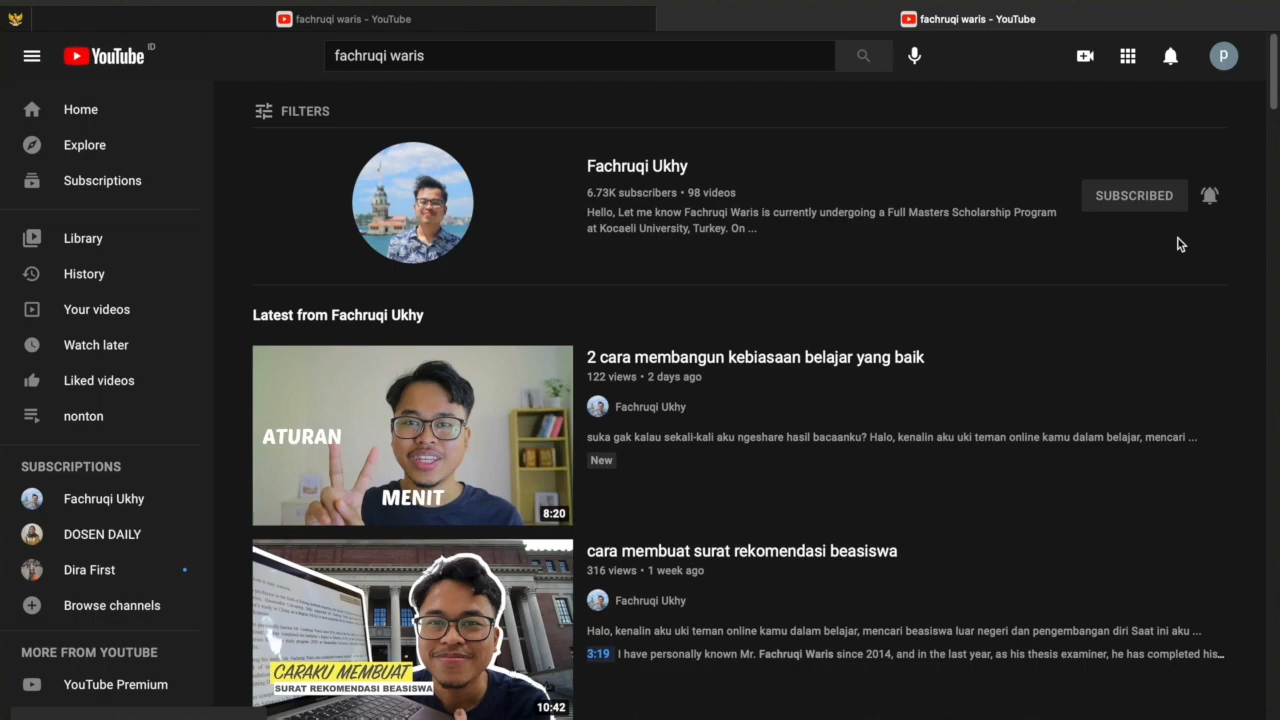 fachruqi waris - YouTube
fachruqi waris - YouTube
YouTube ID
fachruqi waris
P
Home
Explore
Subscriptions
Library
History
Your videos
Watch later
Liked videos
nonton
SUBSCRIPTIONS
Fachruqi Ukhy
DOSEN DAILY
Dira First
Browse channels
MORE FROM YOUTUBE
YouTube Premium
FILTERS
Fachruqi Ukhy
6.73K subscribers • 98 videos
Hello, Let me know Fachruqi Waris is currently undergoing a Full Masters Scholarship Program
at Kocaeli University, Turkey. On ...
SUBSCRIBED
Latest from Fachruqi Ukhy
ATURAN
MENIT
8:20
2 cara membangun kebiasaan belajar yang baik
122 views • 2 days ago
Fachruqi Ukhy
suka gak kalau sekali-kali aku ngeshare hasil bacaanku? Halo, kenalin aku uki teman online kamu dalam belajar, mencari ...
New
CARAKU MEMBUAT
SURAT REKOMENDASI BEASISWA
10:42
cara membuat surat rekomendasi beasiswa
316 views • 1 week ago
Fachruqi Ukhy
Halo, kenalin aku uki teman online kamu dalam belajar, mencari beasiswa luar negeri dan pengembangan diri Saat ini aku ...
3:19 I have personally known Mr. Fachruqi Waris since 2014, and in the last year, as his thesis examiner, he has completed his...